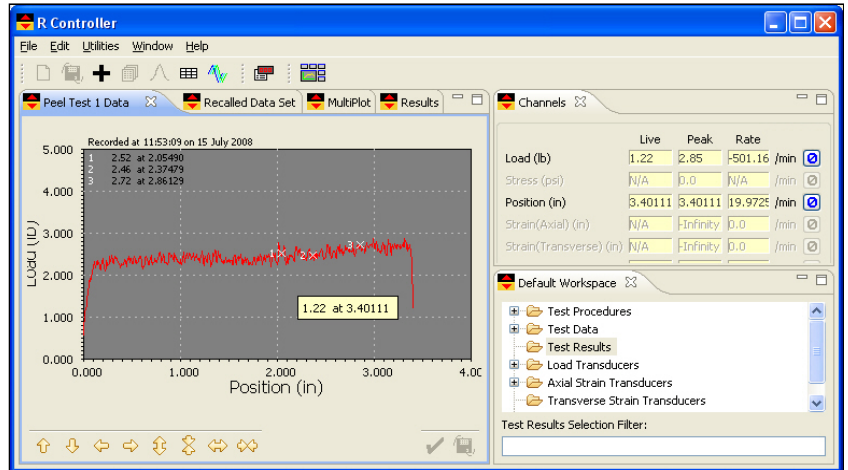 R Controller
File Edit Utilities Window Help
Peel Test 1 Data Recalled Data Set MultiPlot Results
Recorded at 11:53:09 on 15 July 2008
1 2.52 at 2.05490
2 2.46 at 2.37479
3 2.72 at 2.86129
5.000
4.000
3.000
2.000
1.000
0.000
Load (lb)
1 2 3
1.22 at 3.40111
0.000 1.000 2.000 3.000 4.00
Position (in)
Channels
Live Peak Rate
Load (lb) 1.22 2.85 -501.16 /min
Stress (psi) N/A 0.0 N/A /min
Position (in) 3.40111 3.40111 19.9725 /min
Strain(Axial) (in) N/A -Infinity 0.0 /min
Strain(Transverse) (in) N/A -Infinity 0.0 /min
Default Workspace
Test Procedures
Test Data
Test Results
Load Transducers
Axial Strain Transducers
Transverse Strain Transducers
Test Results Selection Filter: